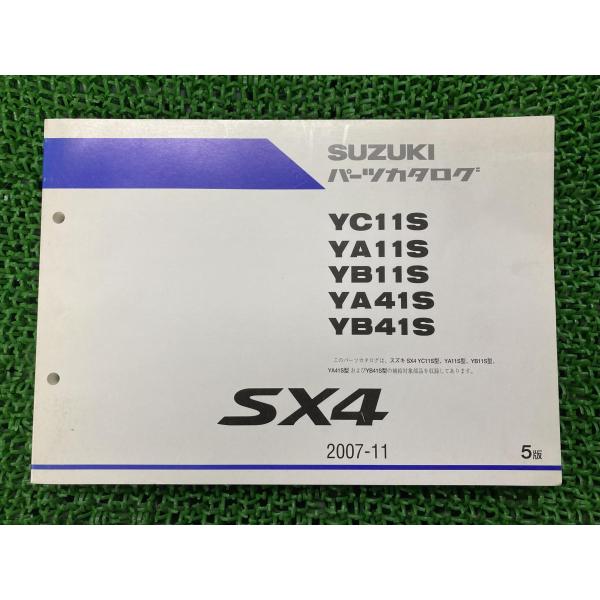 SUZUKI
パーツカタログ
YC11S
YA11S
YB11S
YA41S
YB41S
このパーツカタログは、スズキ SX4 YC11S型、YA11S型、YB11S型、
YA41S型 およびYB41S型の補給対象部品を収録してあります。
SX4
2007-11
5版